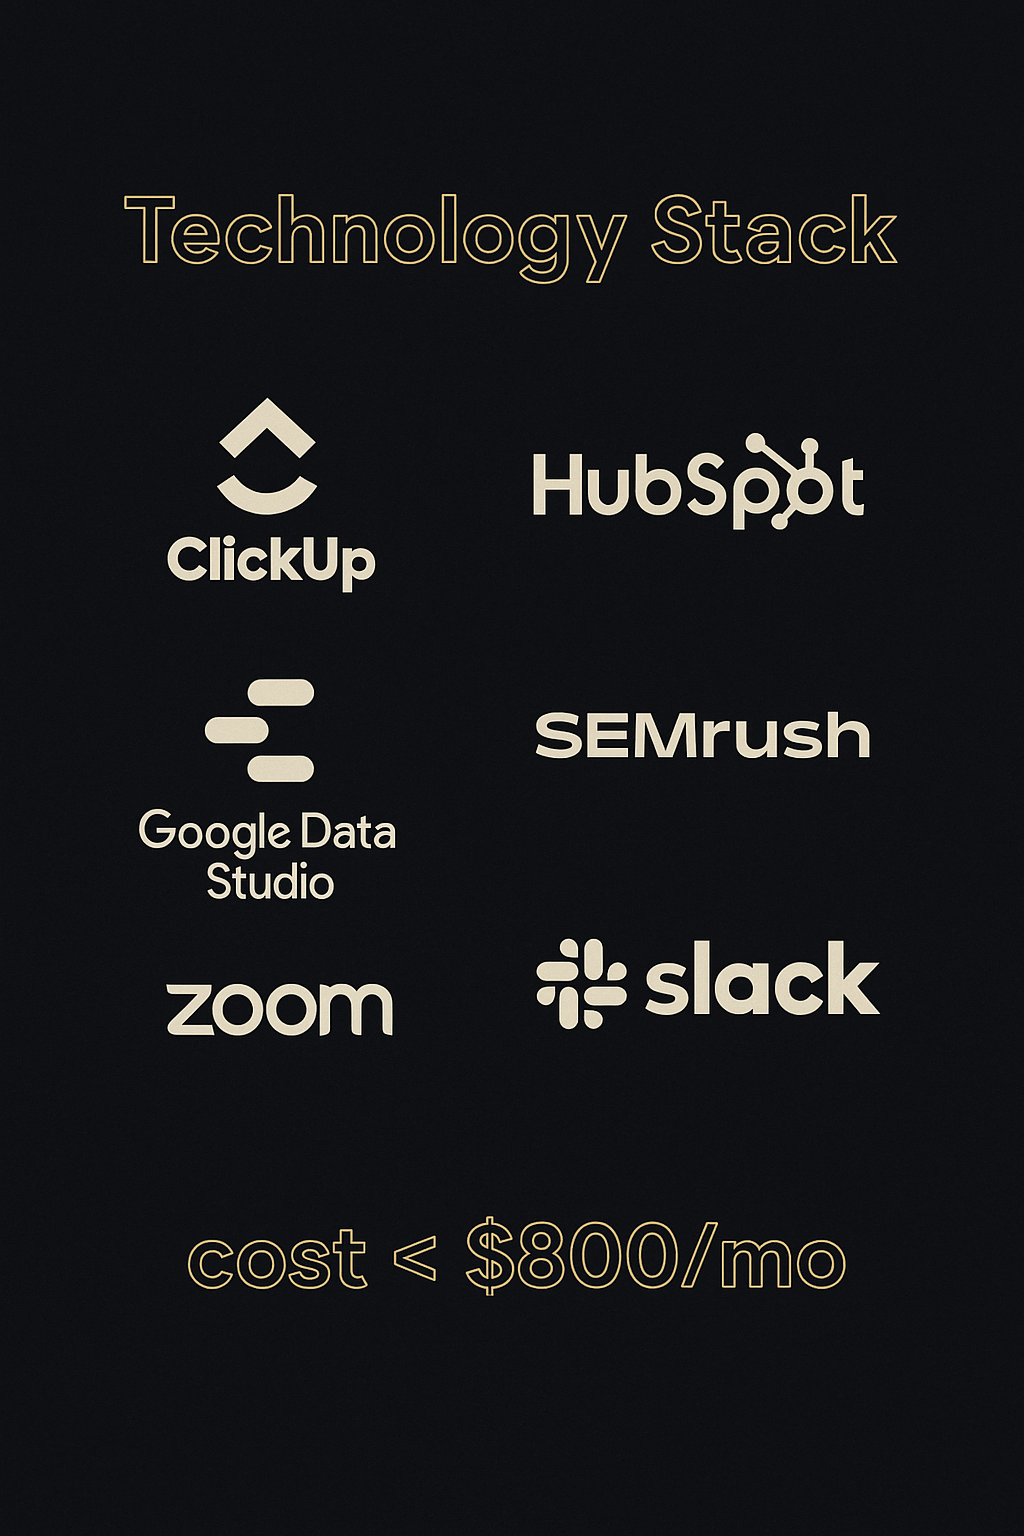 Technology Stack
ClickUp
HubSpot
Google Data
Studio
SEMrush
zoom
slack
cost < $800/mo